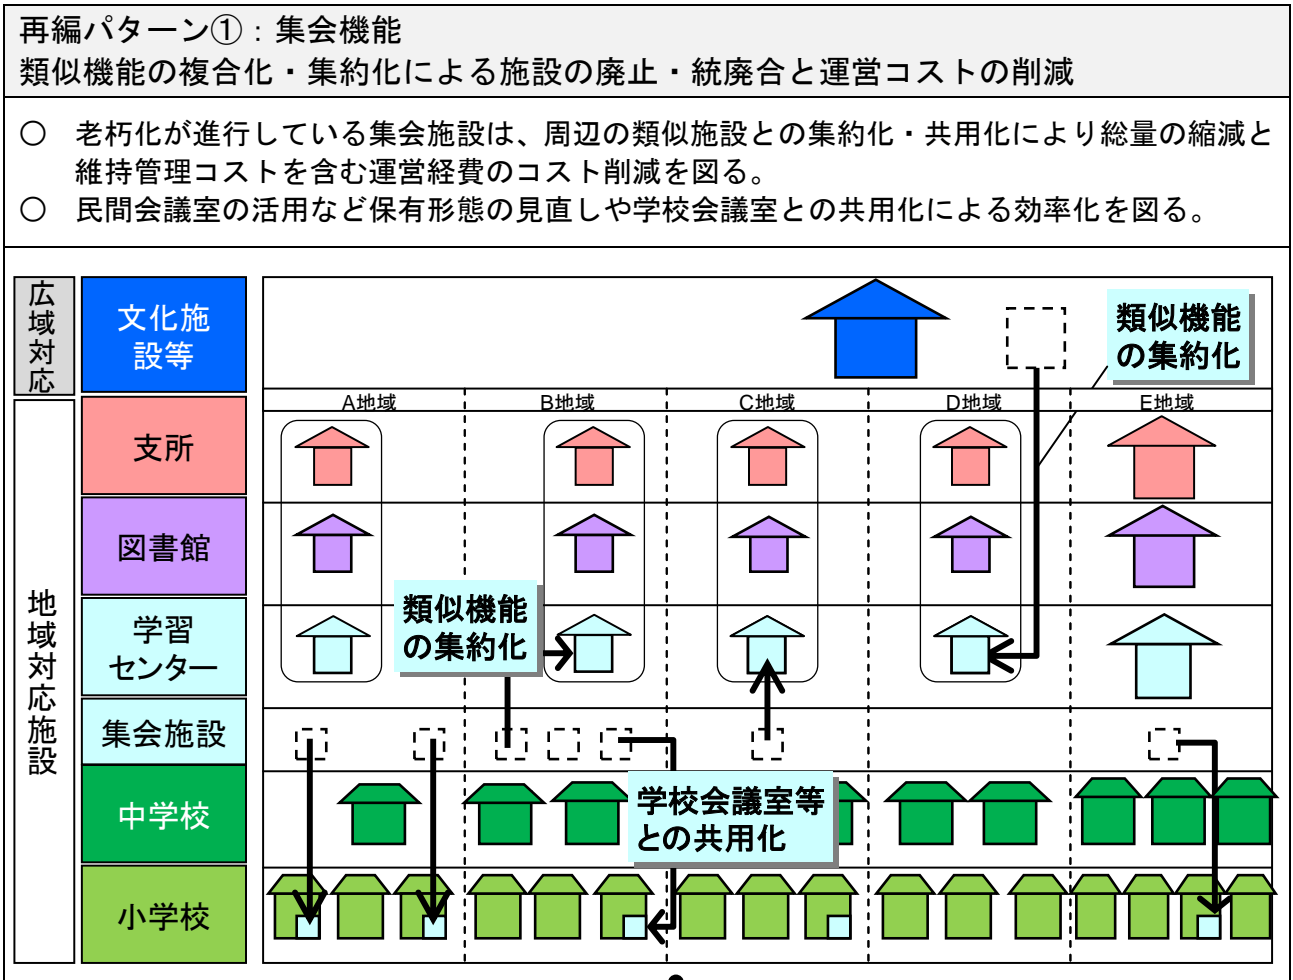 再編パターン①：集会機能
類似機能の複合化・集約化による施設の廃止・統廃合と運営コストの削減
○　老朽化が進行している集会施設は、周辺の類似施設との集約化・共用化により総量の縮減と
維持管理コストを含む運営経費のコスト削減を図る。
○　民間会議室の活用など保有形態の見直しや学校会議室との共用化による効率化を図る。
広域対応
文化施
設等
類似機能
の集約化
A地域
B地域
C地域
D地域
E地域
地域対応施設
支所
図書館
学習
センター
類似機能
の集約化
集会施設
中学校
学校会議室等
との共用化
小学校